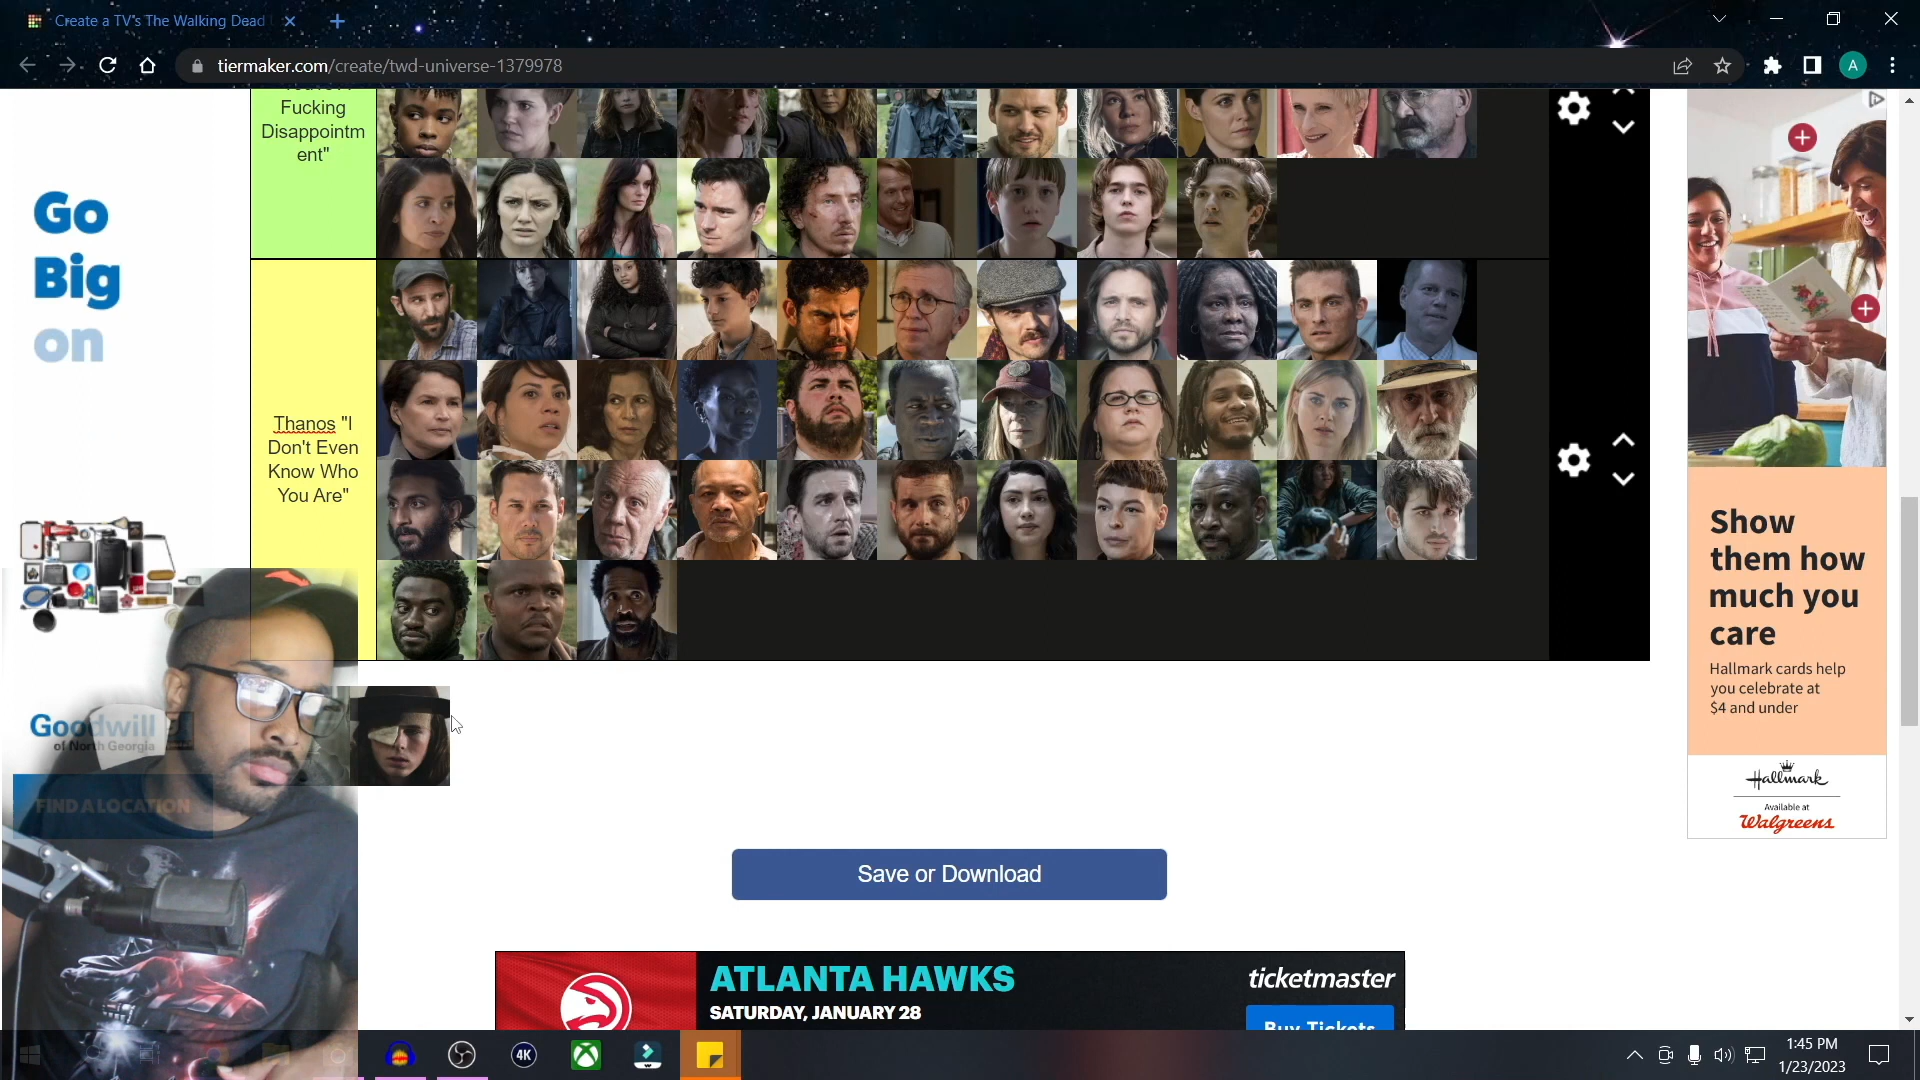 Create a TV's The Walking Dead
tiermaker.com/create/twd-universe-1379978
A
Fucking
Disappointm
ent"
Thanos "I
Don't Even
Know Who
You Are"
Go
Big
on
Goodwill
of North Georgia
FIND A LOCATION
Show
them how
much you
care
Hallmark cards help
you celebrate at
$4 and under
Hallmark
Available at
Walgreens
Save or Download
ATLANTA HAWKS
SATURDAY, JANUARY 28
ticketmaster
Buy Tickets
4K
1:45 PM
1/23/2023